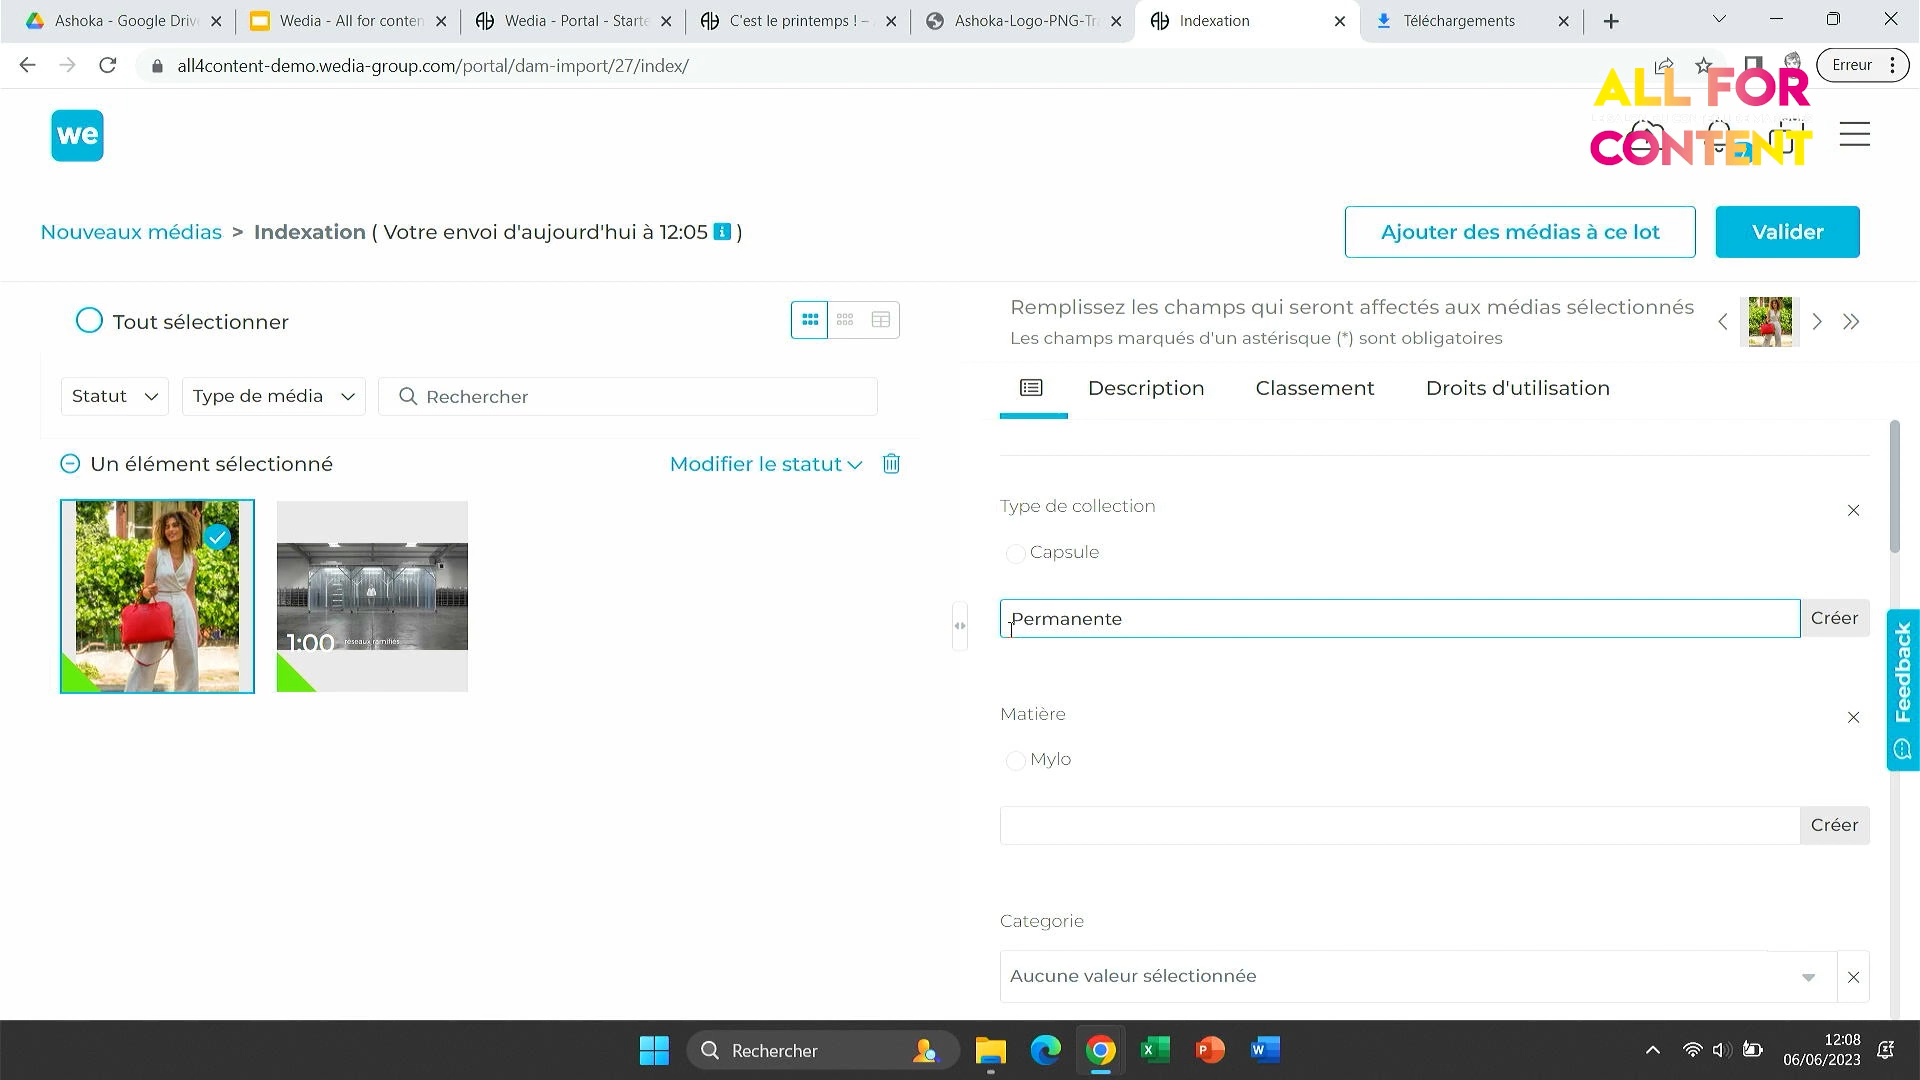 Ashoka - Google Driv
Wedia - All for conten
Wedia - Portal - Starte
C'est le printemps ! –
Ashoka-Logo-PNG-Tr
Indexation
Téléchargements
all4content-demo.wedia-group.com/portal/dam-import/27/index/
Erreur
ALL FOR
CONTENT
we
Nouveaux médias > Indexation ( Votre envoi d'aujourd'hui à 12:05 i )
Ajouter des médias à ce lot
Valider
Tout sélectionner
Remplissez les champs qui seront affectés aux médias sélectionnés
Les champs marqués d'un astérisque (*) sont obligatoires
Statut
Type de média
Rechercher
Description
Classement
Droits d'utilisation
Un élément sélectionné
Modifier le statut
1:00 réseaux ramifiés
Type de collection
Capsule
Permanente
Créer
Matière
Mylo
Créer
Categorie
Aucune valeur sélectionnée
Feedback
Rechercher
12:08
06/06/2023